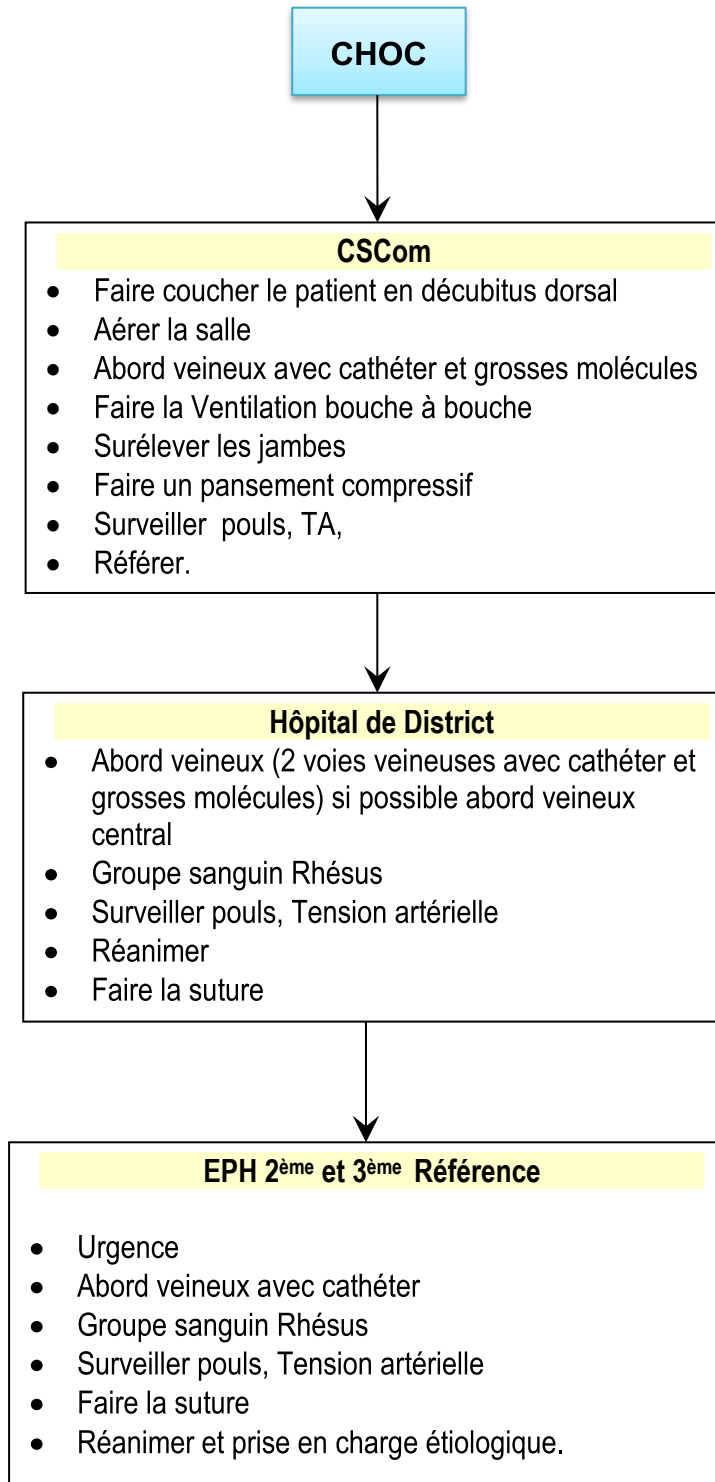 CHOC
CSCom
• Faire coucher le patient en décubitus dorsal
• Aérer la salle
• Abord veineux avec cathéter et grosses molécules
• Faire la Ventilation bouche à bouche
• Surélever les jambes
• Faire un pansement compressif
• Surveiller pouls, TA,
• Référer.
Hôpital de District
• Abord veineux (2 voies veineuses avec cathéter et
grosses molécules) si possible abord veineux
central
• Groupe sanguin Rhésus
• Surveiller pouls, Tension artérielle
• Réanimer
• Faire la suture
EPH 2ème et 3ème Référence
• Urgence
• Abord veineux avec cathéter
• Groupe sanguin Rhésus
• Surveiller pouls, Tension artérielle
• Faire la suture
• Réanimer et prise en charge étiologique.